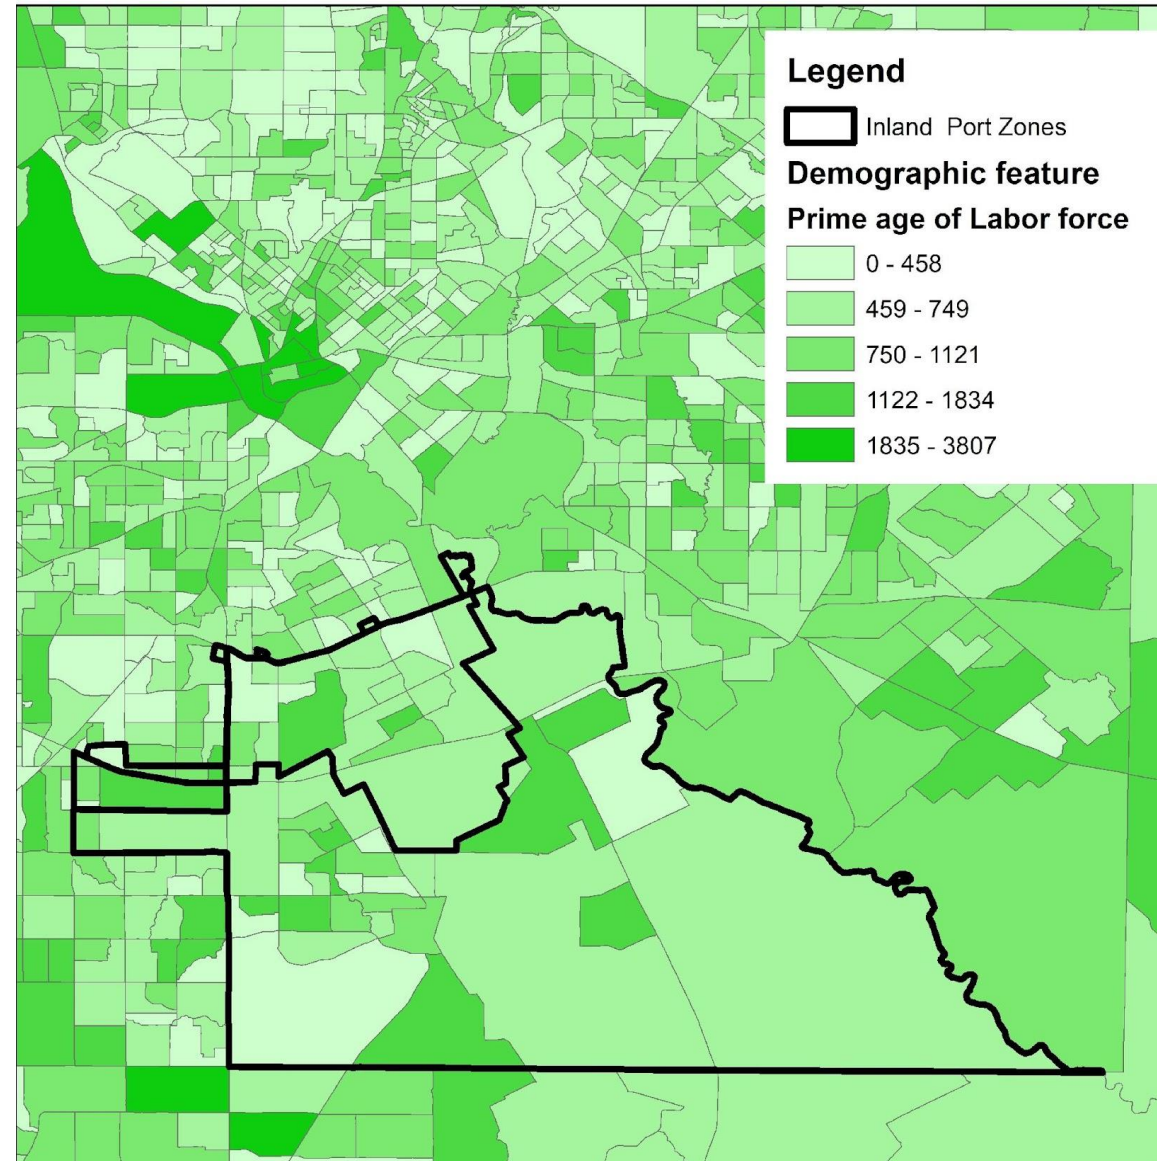 Legend
Inland Port Zones
Demographic feature
Prime age of Labor force
0 - 458
459 - 749
750 - 1121
1122 - 1834
1835 - 3807